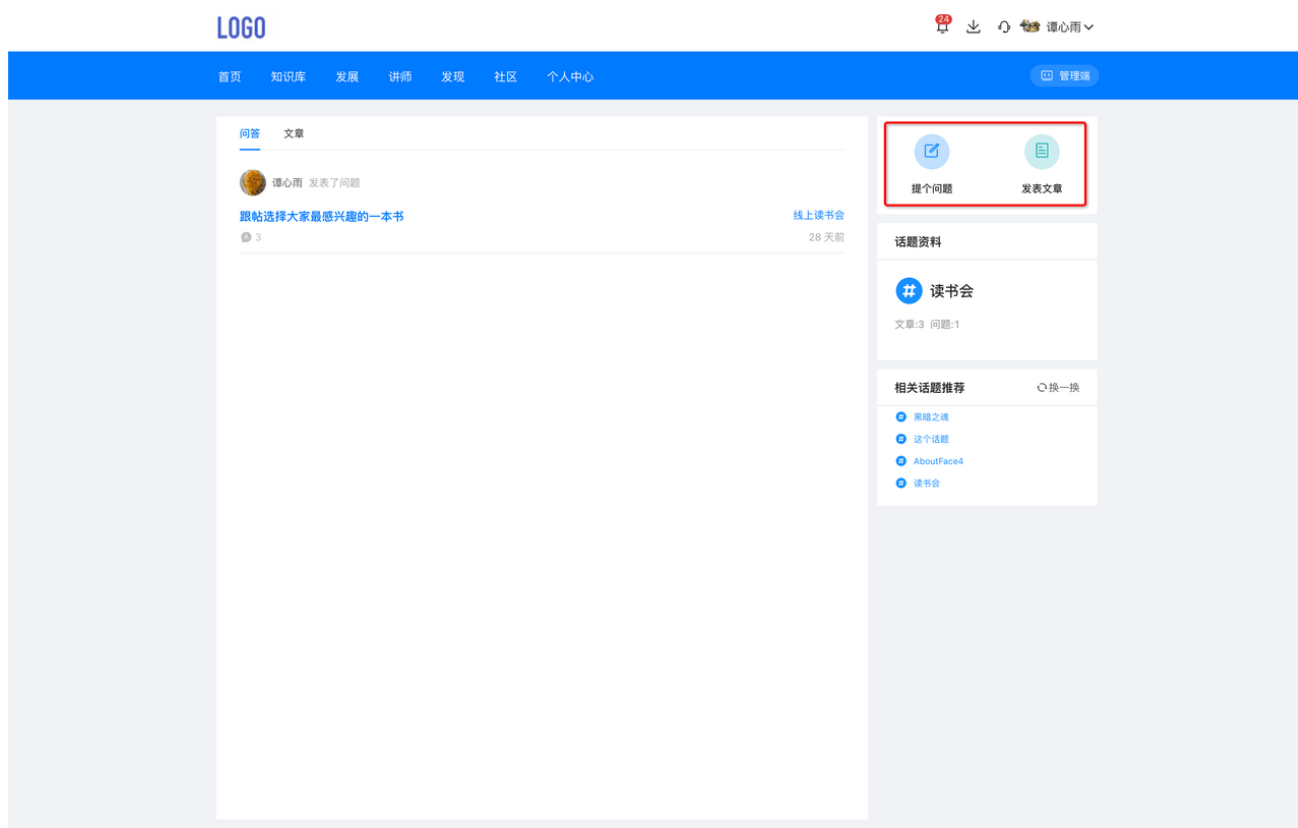 LOGO
24
谭心雨
首页 知识库 发展 讲师 发现 社区 个人中心 管理端
问答 文章
谭心雨 发表了问题
跟帖选择大家最感兴趣的一本书 线上读书会
3 28 天前
提个问题 发表文章
话题资料
读书会
文章:3 问题:1
相关话题推荐 换一换
黑暗之魂
这个话题
AboutFace4
读书会